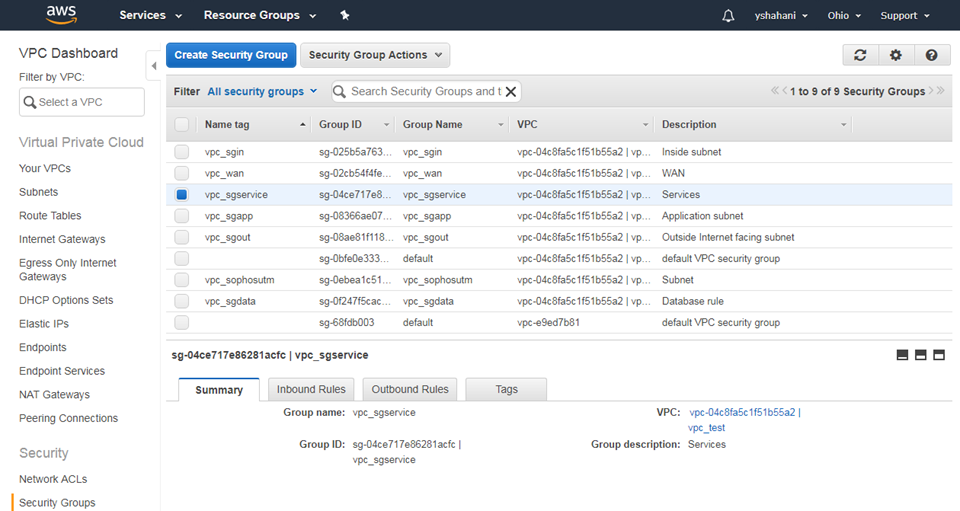 aws Services Resource Groups yshahani Ohio Support
VPC Dashboard
Filter by VPC:
Select a VPC
Virtual Private Cloud
Your VPCs
Subnets
Route Tables
Internet Gateways
Egress Only Internet
Gateways
DHCP Options Sets
Elastic IPs
Endpoints
Endpoint Services
NAT Gateways
Peering Connections
Security
Network ACLs
Security Groups
Create Security Group Security Group Actions
Filter All security groups Search Security Groups and t 1 to 9 of 9 Security Groups
Name tag Group ID Group Name VPC Description
vpc_sgin sg-025b5a763... vpc_sgin vpc-04c8fa5c1f51b55a2 | vp... Inside subnet
vpc_wan sg-02cb54f4fe... vpc_wan vpc-04c8fa5c1f51b55a2 | vp... WAN
vpc_sgservice sg-04ce717e8... vpc_sgservice vpc-04c8fa5c1f51b55a2 | vp... Services
vpc_sgapp sg-08366ae07... vpc_sgapp vpc-04c8fa5c1f51b55a2 | vp... Application subnet
vpc_sgout sg-08ae81f118... vpc_sgout vpc-04c8fa5c1f51b55a2 | vp... Outside Internet facing subnet
sg-0bfe0e333... default vpc-04c8fa5c1f51b55a2 | vp... default VPC security group
vpc_sophosutm sg-0ebea1c51... vpc_sophosutm vpc-04c8fa5c1f51b55a2 | vp... Subnet
vpc_sgdata sg-0f247f5cac... vpc_sgdata vpc-04c8fa5c1f51b55a2 | vp... Database rule
sg-68fdb003 default vpc-e9ed7b81 default VPC security group
sg-04ce717e86281acfc | vpc_sgservice
Summary Inbound Rules Outbound Rules Tags
Group name: vpc_sgservice VPC: vpc-04c8fa5c1f51b55a2 |
vpc_test
Group ID: sg-04ce717e86281acfc | Group description: Services
vpc_sgservice